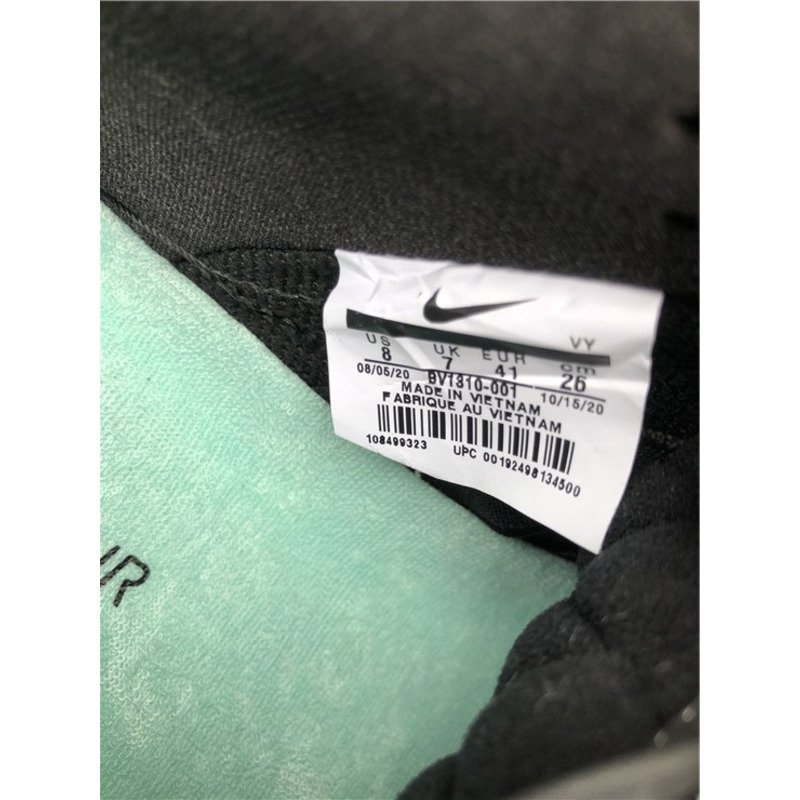 VY
US UK EUR cm
8 7 41 26
08/05/20 BV1310-001 10/15/20
MADE IN VIETNAM
FABRIQUE AU VIETNAM
108499323 UPC 00192498134500
UR